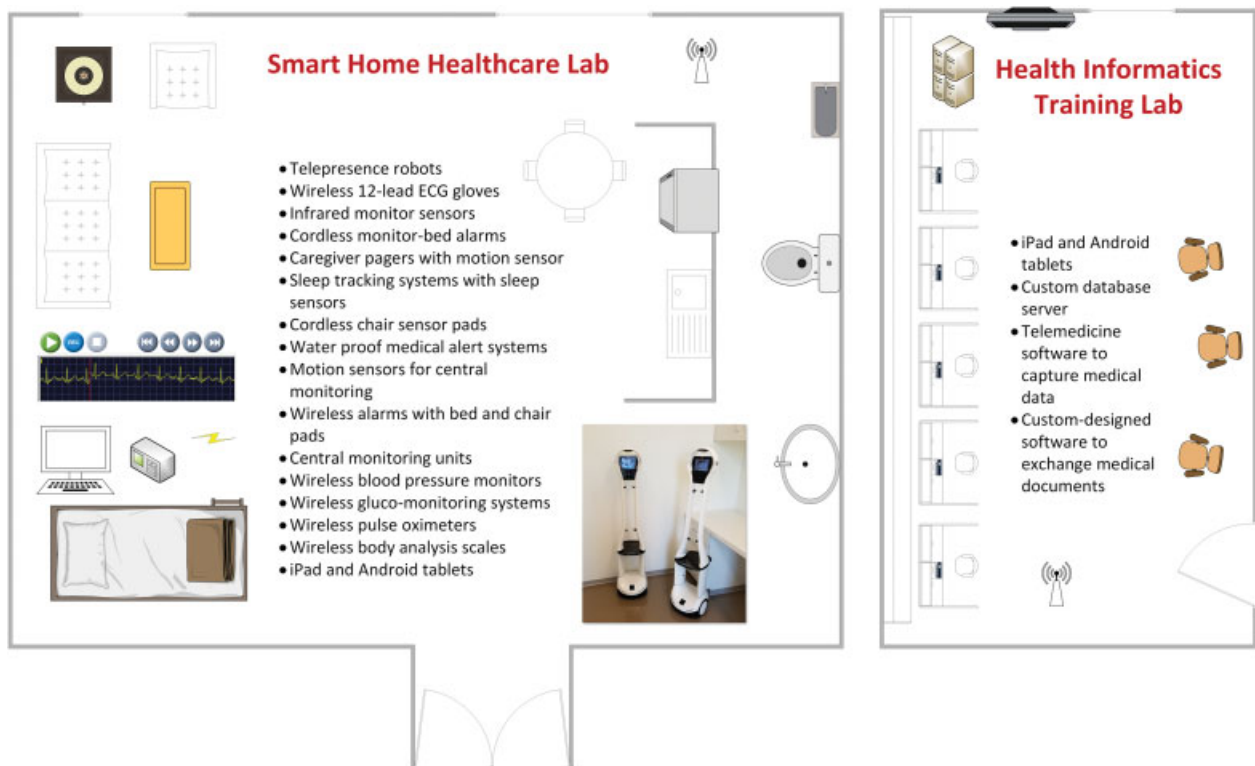 Smart Home Healthcare Lab
• Telepresence robots
• Wireless 12-lead ECG gloves
• Infrared monitor sensors
• Cordless monitor-bed alarms
• Caregiver pagers with motion sensor
• Sleep tracking systems with sleep
sensors
• Cordless chair sensor pads
• Water proof medical alert systems
• Motion sensors for central
monitoring
• Wireless alarms with bed and chair
pads
• Central monitoring units
• Wireless blood pressure monitors
• Wireless gluco-monitoring systems
• Wireless pulse oximeters
• Wireless body analysis scales
• iPad and Android tablets
Health Informatics
Training Lab
• iPad and Android
tablets
• Custom database
server
• Telemedicine
software to
capture medical
data
• Custom-designed
software to
exchange medical
documents